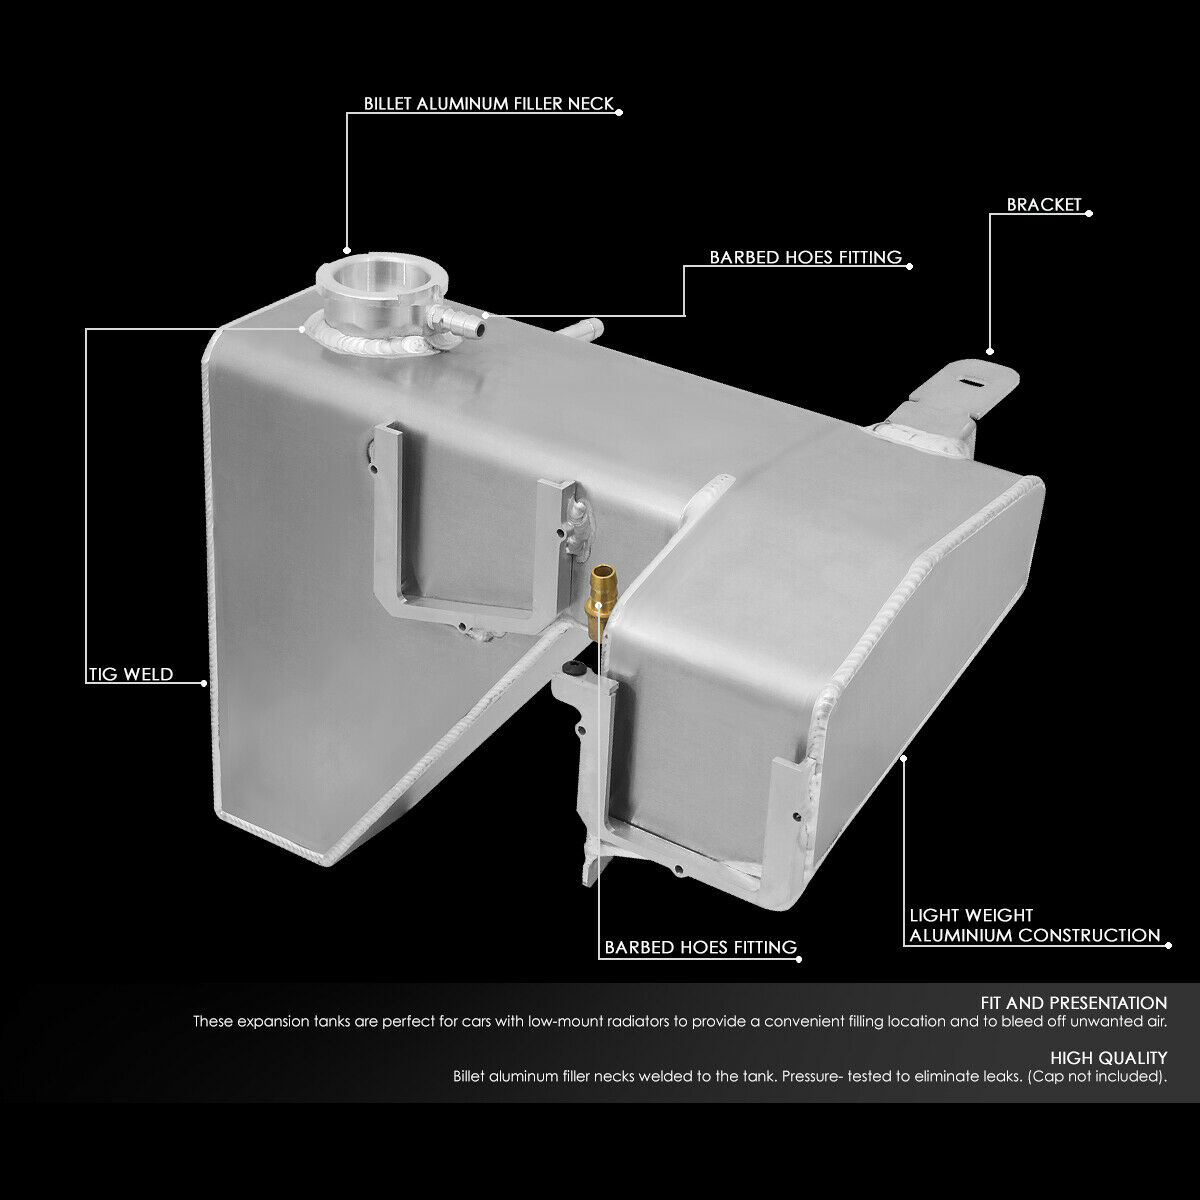 BILLET ALUMINUM FILLER NECK
BRACKET
BARBED HOES FITTING
TIG WELD
LIGHT WEIGHT
ALUMINIUM CONSTRUCTION
BARBED HOES FITTING
FIT AND PRESENTATION
These expansion tanks are perfect for cars with low-mount radiators to provide a convenient filling location and to bleed off unwanted air.
HIGH QUALITY
Billet aluminum filler necks welded to the tank. Pressure- tested to eliminate leaks. (Cap not included).